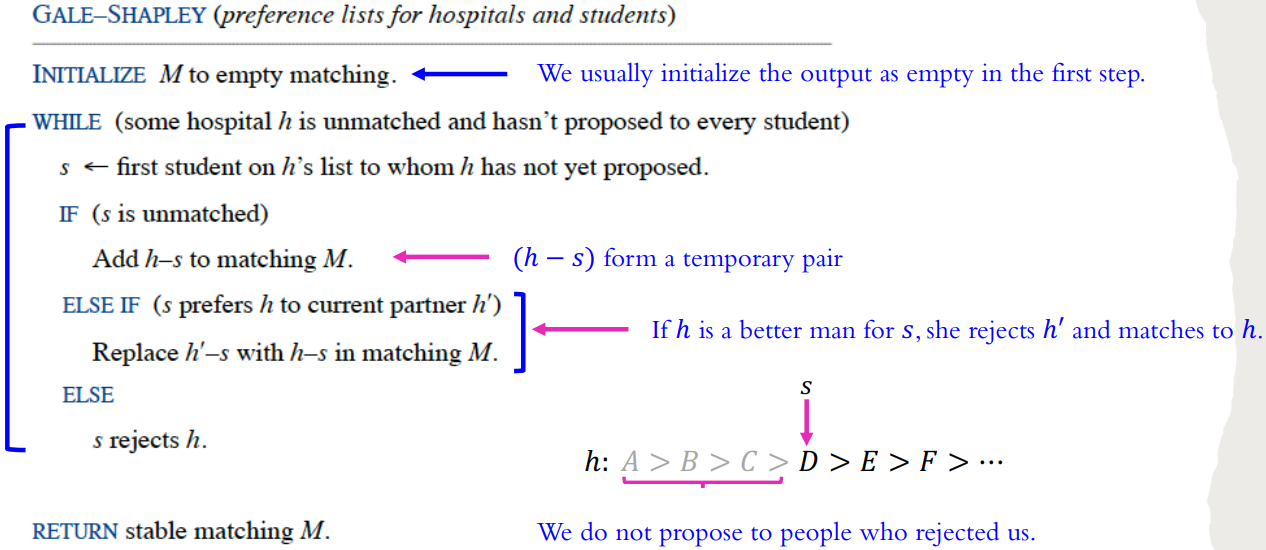 GALE–SHAPLEY (preference lists for hospitals and students)
INITIALIZE M to empty matching.
We usually initialize the output as empty in the first step.
WHILE (some hospital h is unmatched and hasn't proposed to every student)
s ← first student on h's list to whom h has not yet proposed.
IF (s is unmatched)
Add h–s to matching M.
(h − s) form a temporary pair
ELSE IF (s prefers h to current partner h′)
If h is a better man for s, she rejects h′ and matches to h.
Replace h′–s with h–s in matching M.
ELSE
s
s rejects h.
h: A > B > C > D > E > F > ⋯
RETURN stable matching M.
We do not propose to people who rejected us.